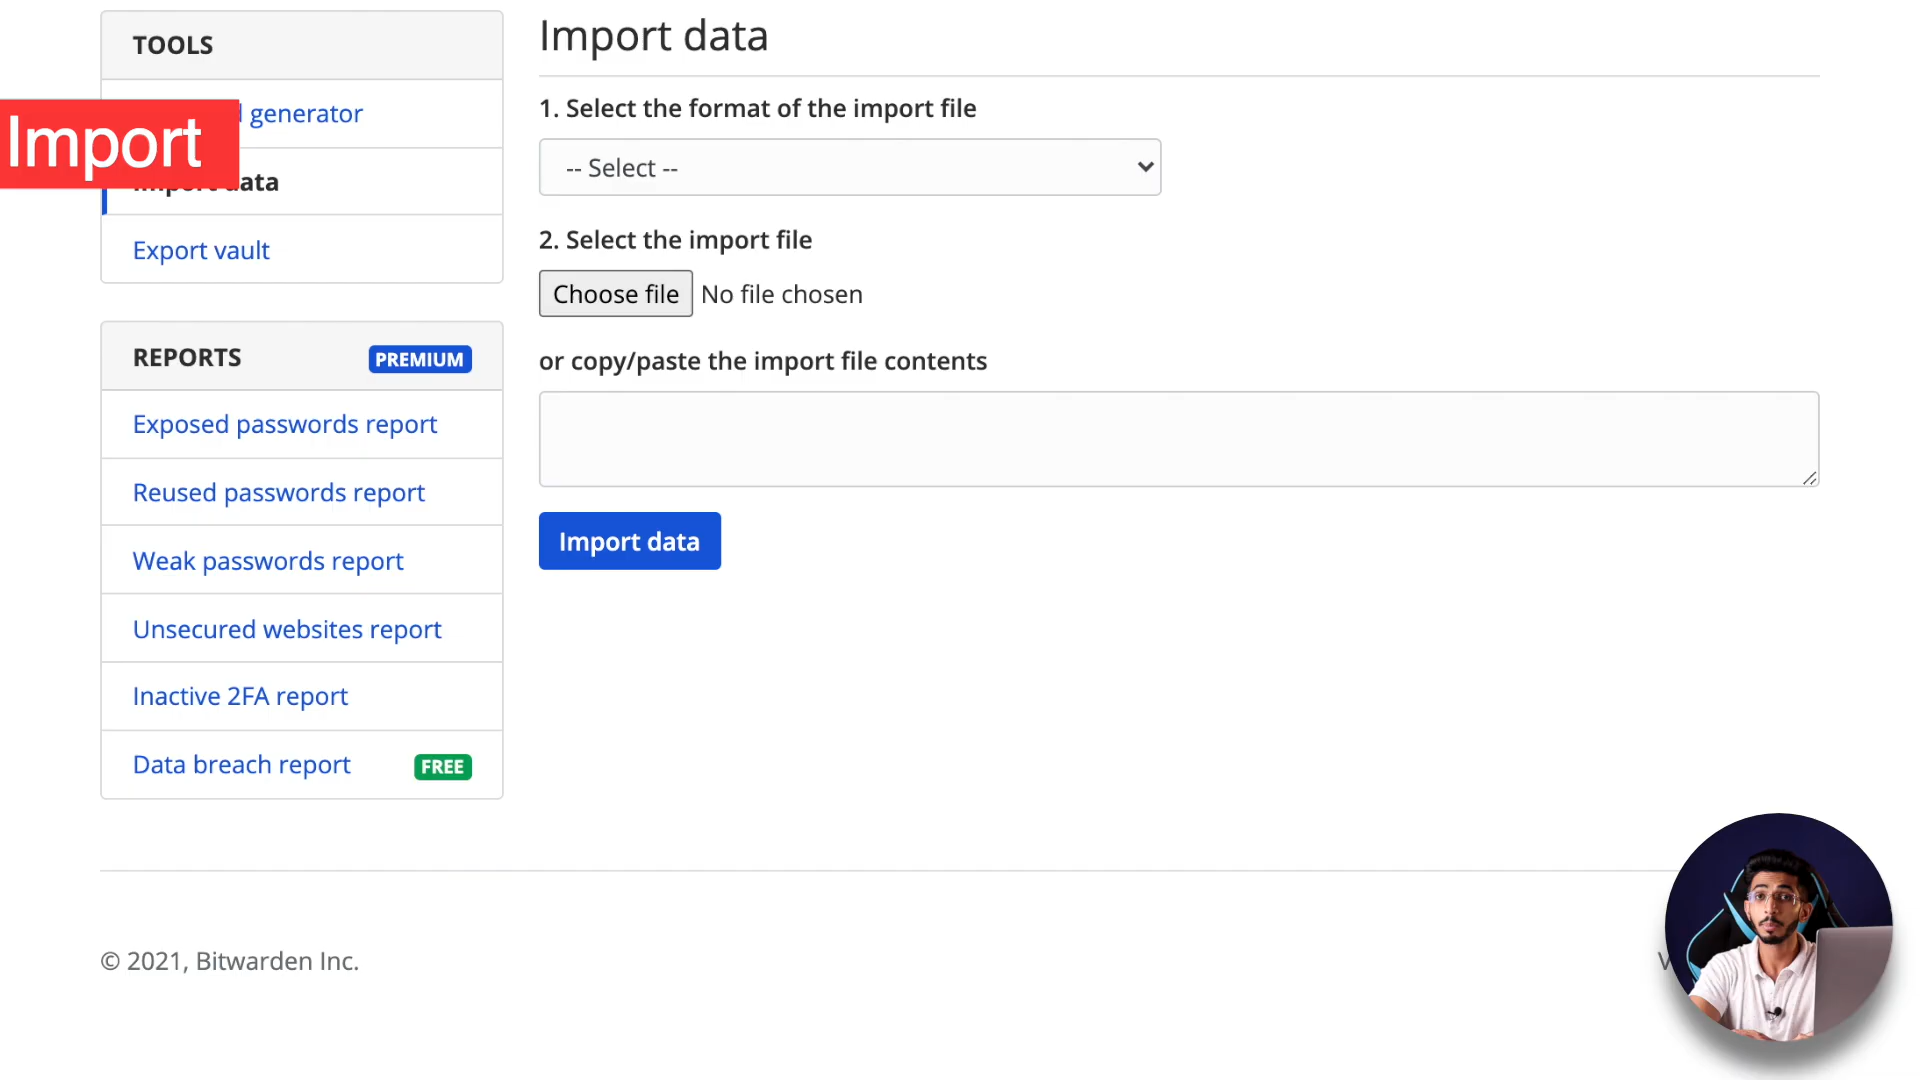 TOOLS
generator
Import
Import data
Export vault
REPORTS
PREMIUM
Exposed passwords report
Reused passwords report
Weak passwords report
Unsecured websites report
Inactive 2FA report
Data breach report
FREE
Import data
1. Select the format of the import file
-- Select --
2. Select the import file
Choose file No file chosen
or copy/paste the import file contents
Import data
© 2021, Bitwarden Inc.